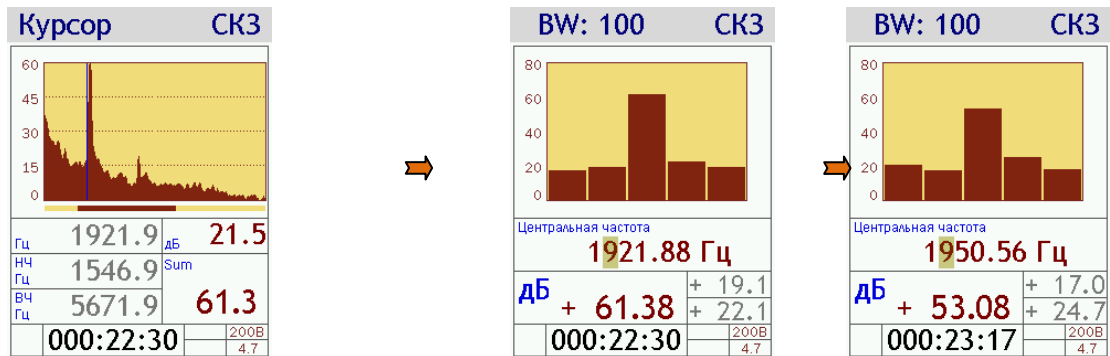 Курсор СКЗ
60
45
30
15
0
Гц 1921.9 дБ 21.5
НЧ Гц 1546.9 Sum
ВЧ Гц 5671.9 61.3
000:22:30 200В 4.7
BW: 100 СКЗ
80
60
40
20
0
Центральная частота
1921.88 Гц
дБ + 61.38 + 19.1
+ 22.1
000:22:30 200В 4.7
BW: 100 СКЗ
80
60
40
20
0
Центральная частота
1950.56 Гц
дБ + 53.08 + 17.0
+ 24.7
000:23:17 200В 4.7